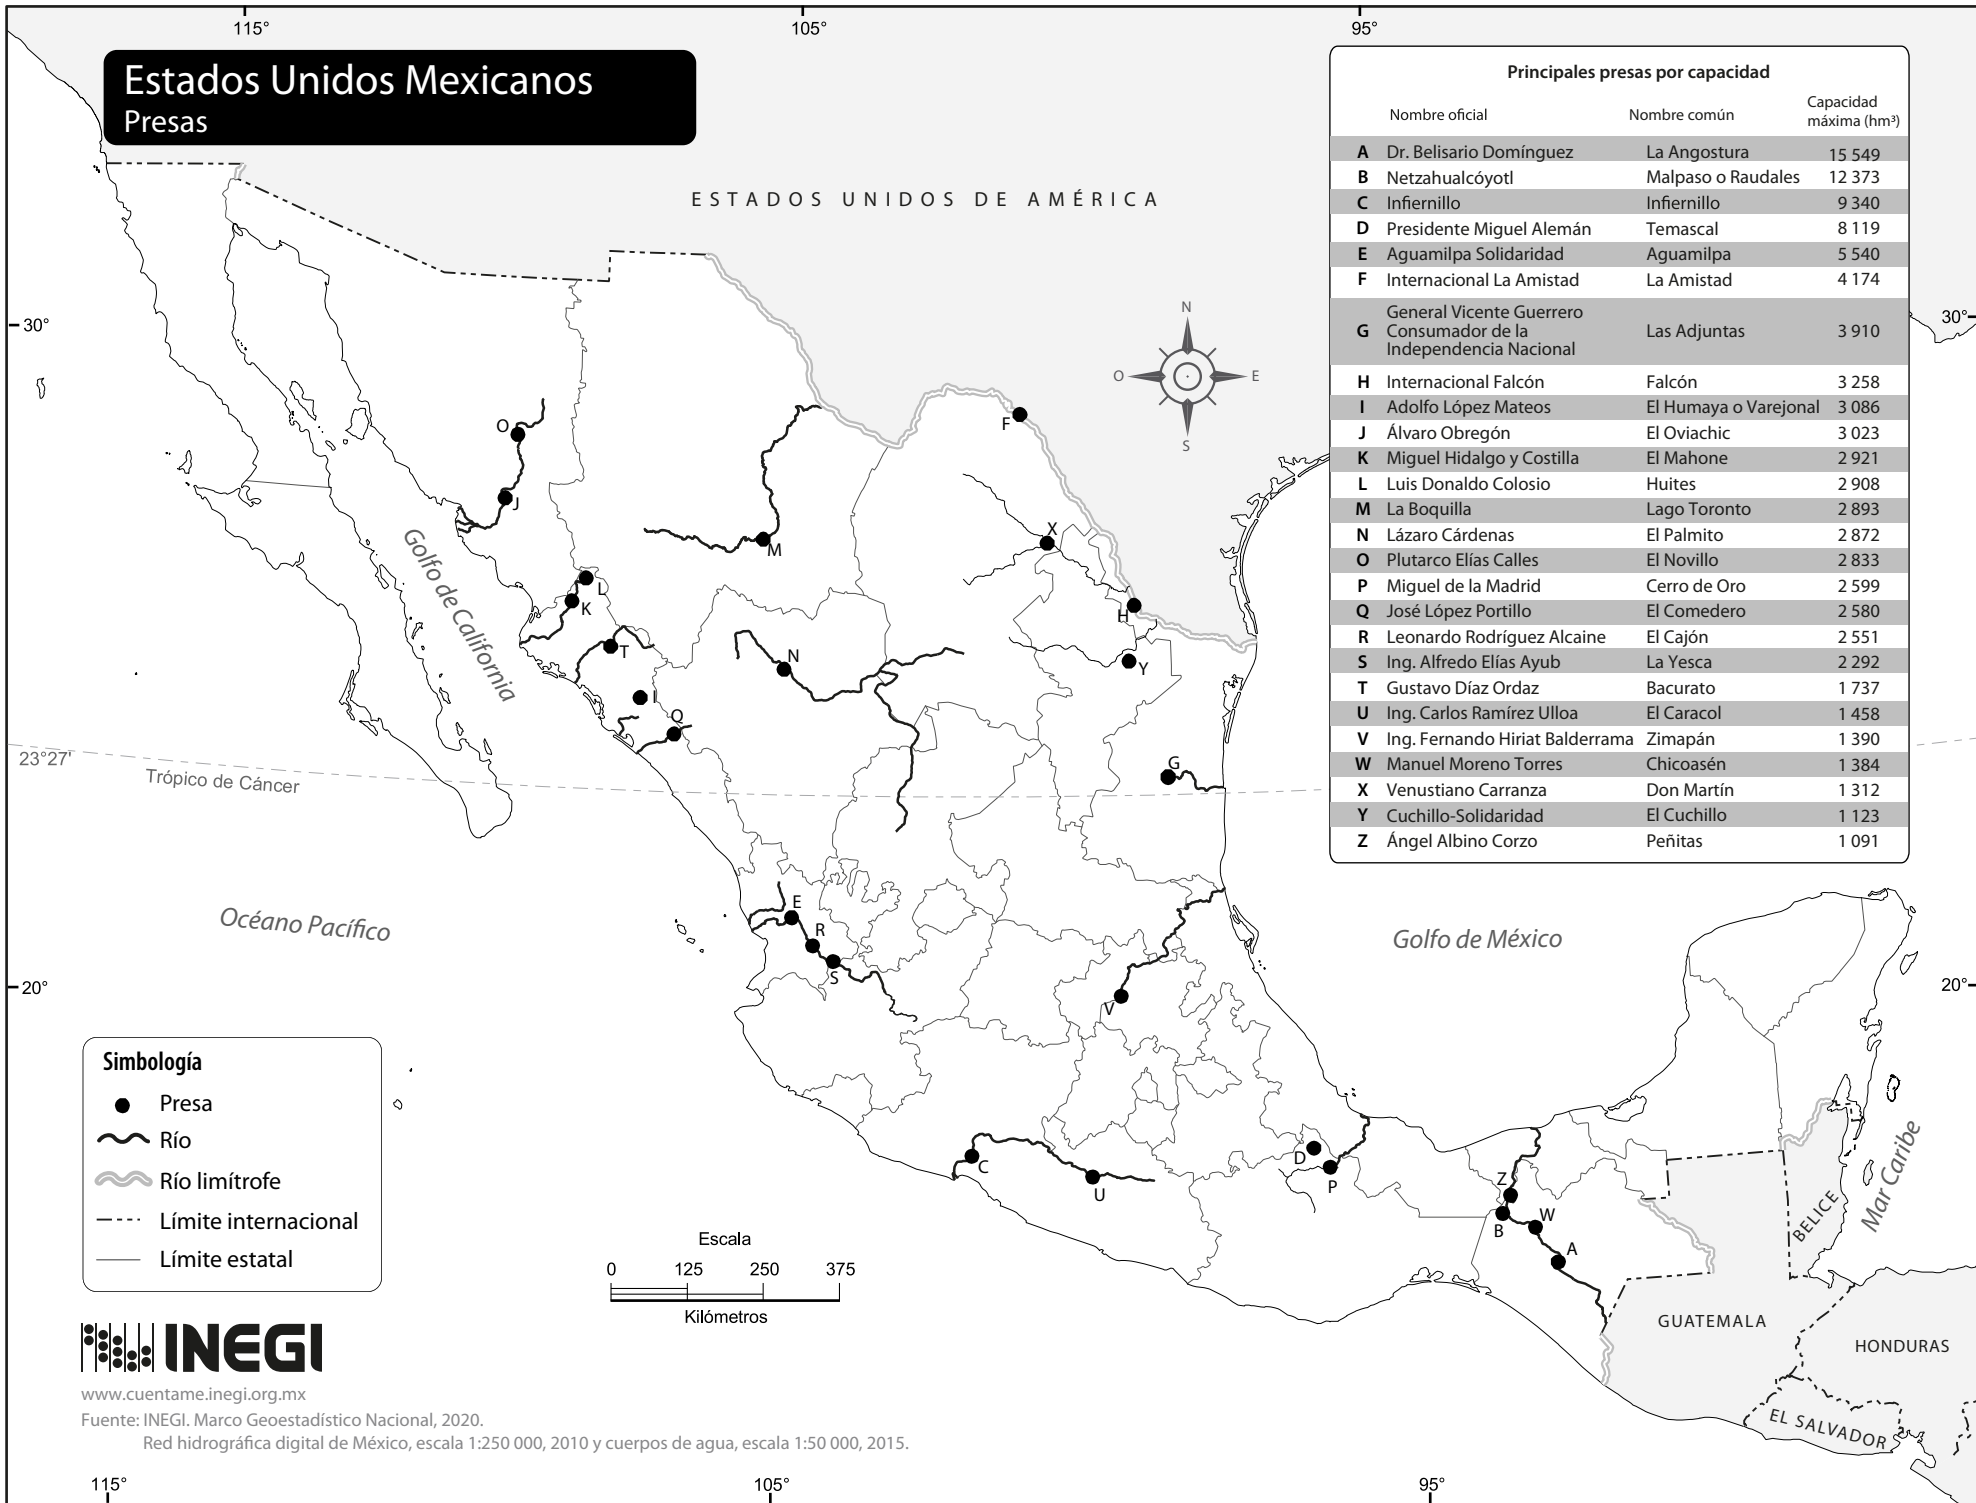 115°
105°
95°
Estados Unidos Mexicanos
Presas
ESTADOS UNIDOS DE AMÉRICA
Principales presas por capacidad
Nombre oficial Nombre común Capacidad máxima (hm³)
A Dr. Belisario Domínguez La Angostura 15 549
B Netzahualcóyotl Malpaso o Raudales 12 373
C Infiernillo Infiernillo 9 340
D Presidente Miguel Alemán Temascal 8 119
E Aguamilpa Solidaridad Aguamilpa 5 540
F Internacional La Amistad La Amistad 4 174
G General Vicente Guerrero Consumador de la Independencia Nacional Las Adjuntas 3 910
H Internacional Falcón Falcón 3 258
I Adolfo López Mateos El Humaya o Varejonal 3 086
J Álvaro Obregón El Oviachic 3 023
K Miguel Hidalgo y Costilla El Mahone 2 921
L Luis Donaldo Colosio Huites 2 908
M La Boquilla Lago Toronto 2 893
N Lázaro Cárdenas El Palmito 2 872
O Plutarco Elías Calles El Novillo 2 833
P Miguel de la Madrid Cerro de Oro 2 599
Q José López Portillo El Comedero 2 580
R Leonardo Rodríguez Alcaine El Cajón 2 551
S Ing. Alfredo Elías Ayub La Yesca 2 292
T Gustavo Díaz Ordaz Bacurato 1 737
U Ing. Carlos Ramírez Ulloa El Caracol 1 458
V Ing. Fernando Hiriat Balderrama Zimapán 1 390
W Manuel Moreno Torres Chicoasén 1 384
X Venustiano Carranza Don Martín 1 312
Y Cuchillo-Solidaridad El Cuchillo 1 123
Z Ángel Albino Corzo Peñitas 1 091
30°
30°
N
O
E
S
F
O
J
M
X
L
K
H
T
N
Y
I
Q
G
Golfo de California
23°27'
Trópico de Cáncer
E
R
S
V
Océano Pacífico
Golfo de México
20°
20°
C
U
D
P
Z
B
W
A
Mar Caribe
BELICE
GUATEMALA
HONDURAS
EL SALVADOR
Simbología
Presa
Río
Río limítrofe
Límite internacional
Límite estatal
Escala
0 125 250 375
Kilómetros
INEGI
www.cuentame.inegi.org.mx
Fuente: INEGI. Marco Geoestadístico Nacional, 2020.
Red hidrográfica digital de México, escala 1:250 000, 2010 y cuerpos de agua, escala 1:50 000, 2015.
115°
105°
95°